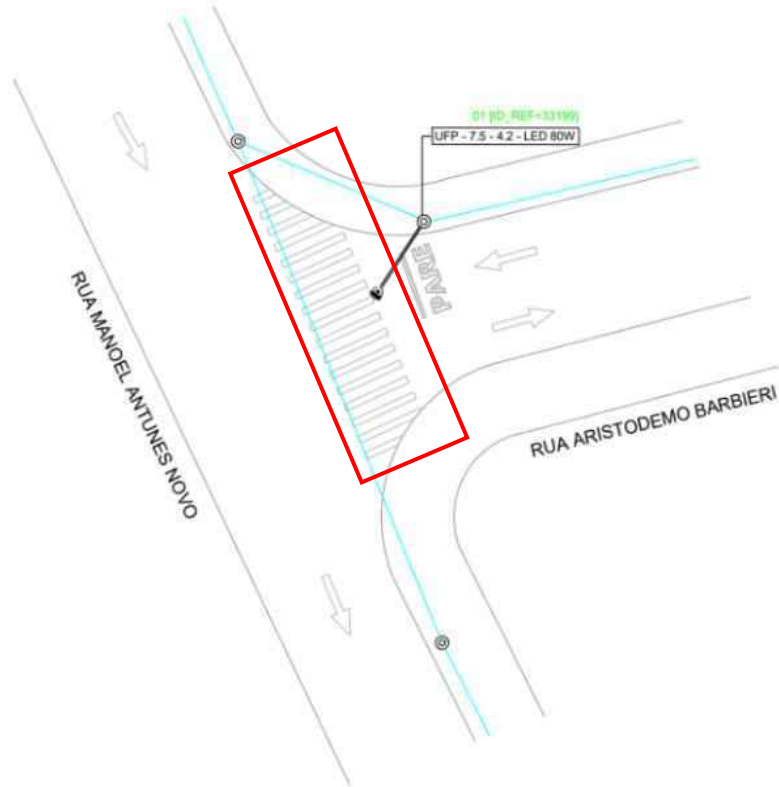 01 [ID_REF=33199]
UFP - 7.5 - 4.2 - LED 80W
PARE
RUA MANOEL ANTUNES NOVO
RUA ARISTODEMO BARBIERI